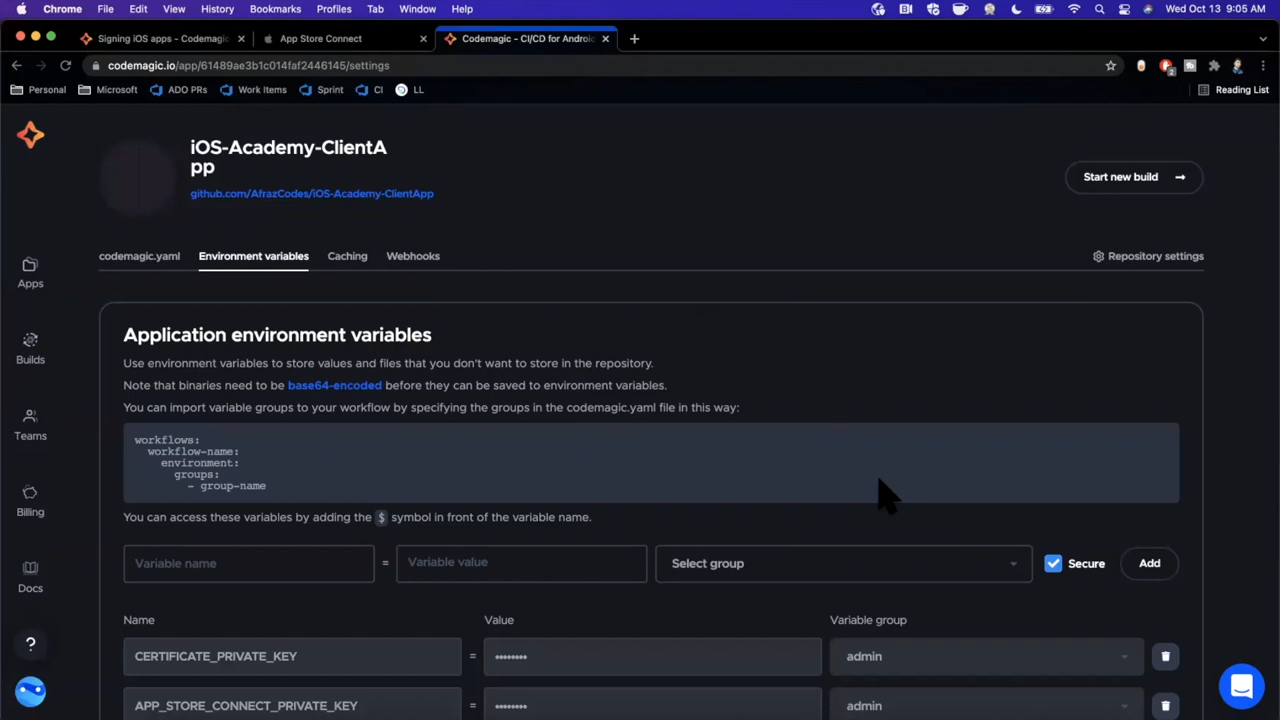 Chrome File Edit View History Bookmarks Profiles Tab Window Help Wed Oct 13 9:05 AM
Signing iOS apps - Codemagic App Store Connect Codemagic - CI/CD for Android
codemagic.io/app/61489ae3b1c014faf2446145/settings
Personal Microsoft ADO PRs Work Items Sprint CI LL Reading List
iOS-Academy-ClientA
pp
github.com/AfrazCodes/iOS-Academy-ClientApp
Start new build →
codemagic.yaml Environment variables Caching Webhooks Repository settings
Apps
Builds
Teams
Billing
Docs
?
Application environment variables
Use environment variables to store values and files that you don't want to store in the repository.
Note that binaries need to be base64-encoded before they can be saved to environment variables.
You can import variable groups to your workflow by specifying the groups in the codemagic.yaml file in this way:
workflows:
workflow-name:
environment:
groups:
- group-name
You can access these variables by adding the $ symbol in front of the variable name.
Variable name = Variable value Select group Secure Add
Name Value Variable group
CERTIFICATE_PRIVATE_KEY = •••••••• admin
APP_STORE_CONNECT_PRIVATE_KEY = •••••••• admin